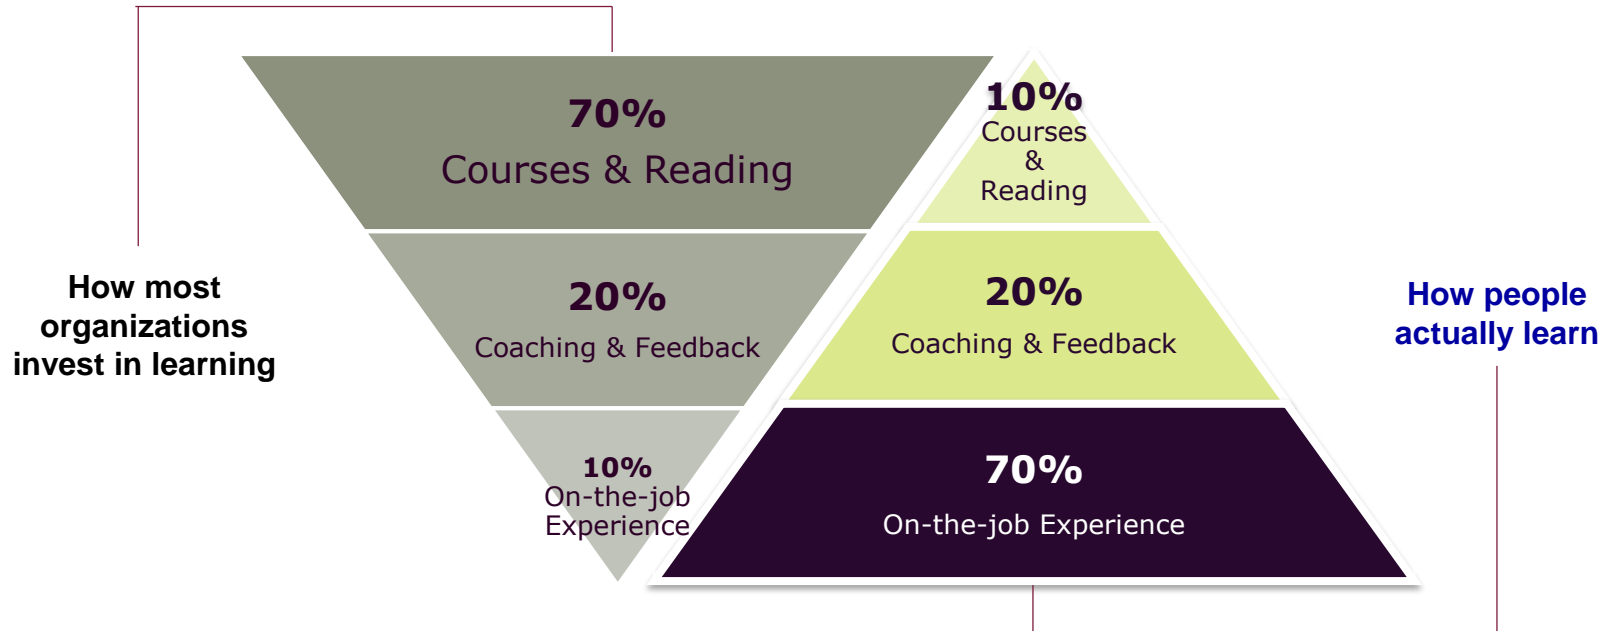 How most
organizations
invest in learning
70%
Courses & Reading
20%
Coaching & Feedback
10%
On-the-job
Experience
10%
Courses
&
Reading
20%
Coaching & Feedback
70%
On-the-job Experience
How people
actually learn